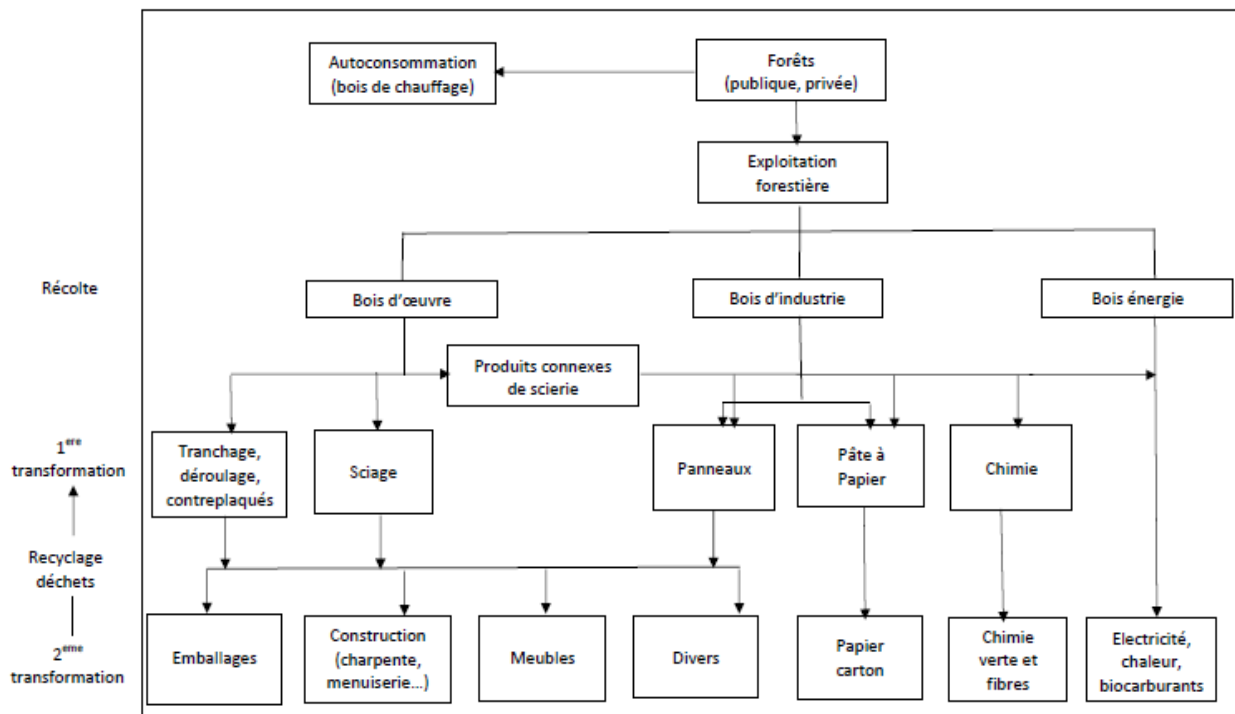 Autoconsommation
(bois de chauffage)
Forêts
(publique, privée)
Exploitation
forestière
Récolte
Bois d’œuvre
Bois d’industrie
Bois énergie
Produits connexes
de scierie
1ere
transformation
Tranchage,
déroulage,
contreplaqués
Sciage
Panneaux
Pâte à
Papier
Chimie
Recyclage
déchets
2eme
transformation
Emballages
Construction
(charpente,
menuiserie…)
Meubles
Divers
Papier
carton
Chimie
verte et
fibres
Electricité,
chaleur,
biocarburants